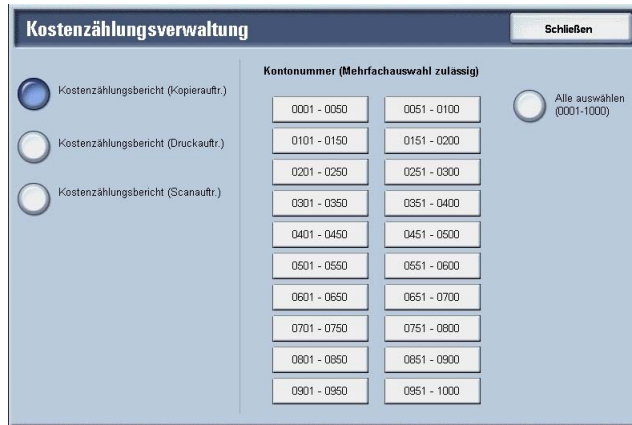 Kostenzählungsverwaltung
Schließen
Kostenzählungsbericht (Kopierauftr.)
Kostenzählungsbericht (Druckauftr.)
Kostenzählungsbericht (Scanauftr.)
Kontonummer (Mehrfachauswahl zulässig)
0001 - 0050
0051 - 0100
0101 - 0150
0151 - 0200
0201 - 0250
0251 - 0300
0301 - 0350
0351 - 0400
0401 - 0450
0451 - 0500
0501 - 0550
0551 - 0600
0601 - 0650
0651 - 0700
0701 - 0750
0751 - 0800
0801 - 0850
0851 - 0900
0901 - 0950
0951 - 1000
Alle auswählen
(0001-1000)